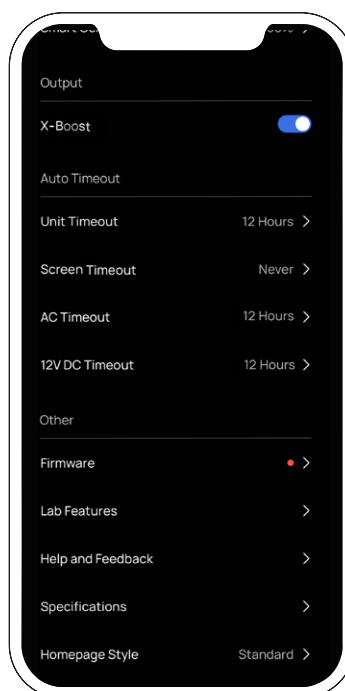 Output
X-Boost
Auto Timeout
Unit Timeout 12 Hours
Screen Timeout Never
AC Timeout 12 Hours
12V DC Timeout 12 Hours
Other
Firmware
Lab Features
Help and Feedback
Specifications
Homepage Style Standard